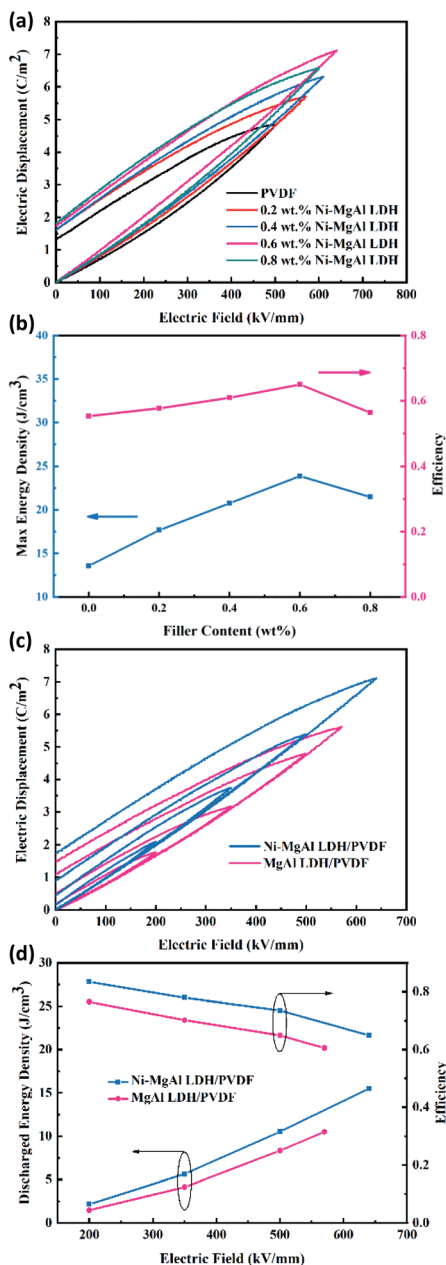 (a)
Electric Displacement (C/m²)
8
7
6
5
4
3
2
1
0
PVDF
0.2 wt.% Ni-MgAl LDH
0.4 wt.% Ni-MgAl LDH
0.6 wt.% Ni-MgAl LDH
0.8 wt.% Ni-MgAl LDH
0 100 200 300 400 500 600 700 800
Electric Field (kV/mm)
(b)
Max Energy Density (J/cm³)
40
35
30
25
20
15
10
0.8
0.6
0.4
0.2
0.0
Efficiency
0.0 0.2 0.4 0.6 0.8
Filler Content (wt%)
(c)
Electric Displacement (C/m²)
8
7
6
5
4
3
2
1
0
Ni-MgAl LDH/PVDF
MgAl LDH/PVDF
0 100 200 300 400 500 600 700
Electric Field (kV/mm)
(d)
Discharged Energy Density (J/cm³)
30
25
20
15
10
5
0
Ni-MgAl LDH/PVDF
MgAl LDH/PVDF
0.8
0.6
0.4
0.2
0.0
Efficiency
200 300 400 500 600
Electric Field (kV/mm)